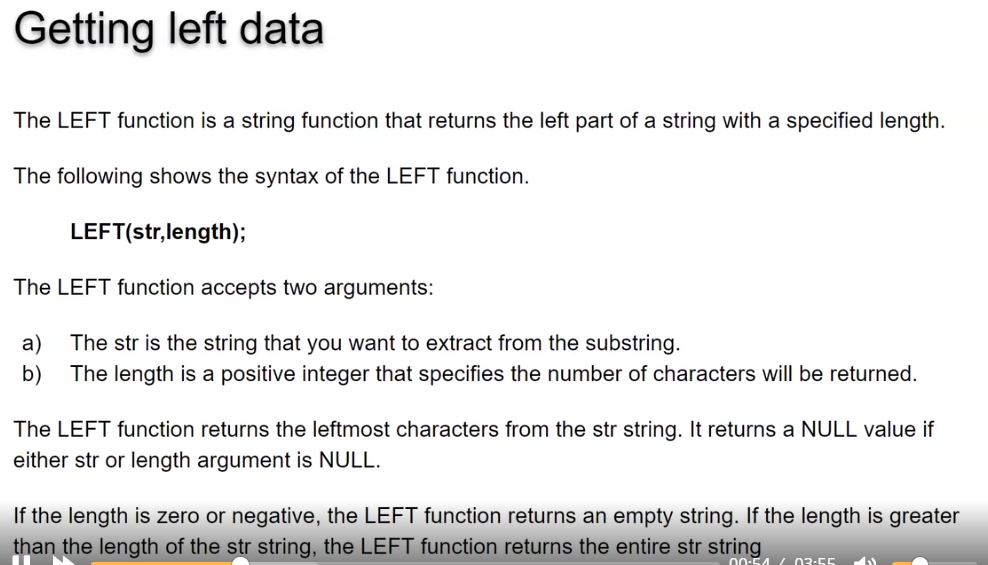 Getting left data
The LEFT function is a string function that returns the left part of a string with a specified length.
The following shows the syntax of the LEFT function.
LEFT(str,length);
The LEFT function accepts two arguments:
a) The str is the string that you want to extract from the substring.
b) The length is a positive integer that specifies the number of characters will be returned.
The LEFT function returns the leftmost characters from the str string. It returns a NULL value if
either str or length argument is NULL.
If the length is zero or negative, the LEFT function returns an empty string. If the length is greater
than the length of the str string, the LEFT function returns the entire str string
00:54 / 03:55